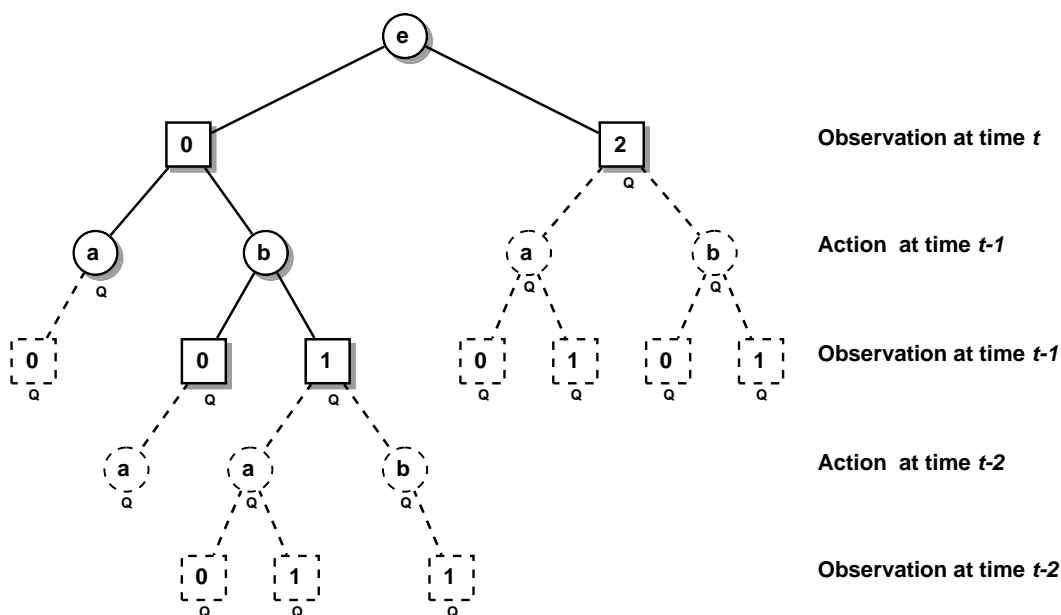 e
0 2 Observation at time t
Q
a b a b Action at time t-1
Q Q Q
0 0 1 0 1 0 1 Observation at time t-1
Q Q Q Q Q Q Q
a a b Action at time t-2
Q Q Q
0 1 1 Observation at time t-2
Q Q Q